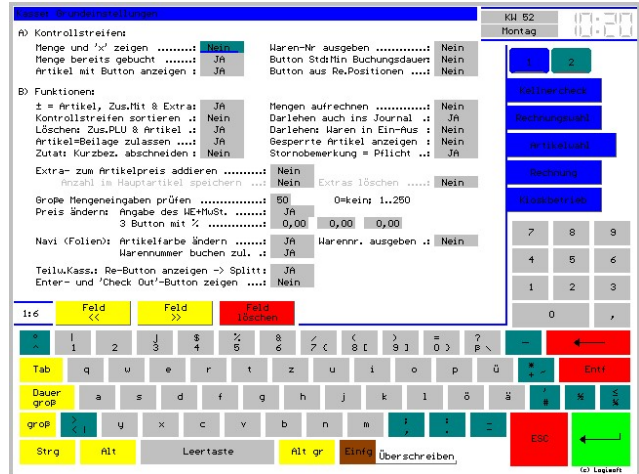 Kassen Grundeinstellungen
KW 52
Montag
10:20
A) Kontrollstreifen:
Menge und 'x' zeigen ........: Nein
Waren-Nr ausgeben ..........: Nein
Menge bereits gebucht ......: JA
Button Std:Min Buchungsdauer: Nein
Artikel mit Button anzeigen : JA
Button aus Re.Positionen ....: Nein
B) Funktionen:
± = Artikel, Zus.Mit & Extra: JA
Mengen aufrechnen ...........: Nein
Kontrollstreifen sortieren .: Nein
Darlehen auch ins Journal .: JA
Löschen: Zus.PLU & Artikel .: JA
Darlehen: Waren in Ein-Aus : Nein
Artikel=Beilage zulassen ....: JA
Gesperrte Artikel anzeigen : Nein
Zutat: Kurzbez. abschneiden : Nein
Stornobemerkung = Pflicht ..: JA
Extra- zum Artikelpreis addieren ..........: Nein
Anzahl im Hauptartikel speichern ...: Nein
Extras löschen ....: Nein
Große Mengeneingaben prüfen ..........: 50
0=kein; 1..250
Preis ändern: Angabe des WE+MwSt. ......: JA
3 Button mit % .............: 0,00 0,00 0,00
Navi (Folien): Artikelfarbe ändern ......: JA
Warennr. ausgeben .: Nein
Warennummer buchen zul. .: JA
Teilw.Kass.: Re-Button anzeigen -> Splitt: JA
Enter- und 'Check Out'-Button zeigen ....: Nein
1 2
Kellnercheck
Rechnungswahl
Artikelwahl
Rechnung
Kioskbetrieb
7 8 9
4 5 6
1 2 3
0 ,
1:6
Feld <<
Feld >>
Feld löschen
° ^
! 1
" 2
§ 3
$ 4
% 5
& 6
/ 7 {
( 8 [
) 9 ]
= 0 }
? ß \
Tab q w e r t z u i o p ü * + ~ Entf
Dauer groß a s d f g h j k l ö ä ' #
groß > < | y x c v b n m ; , : . _ -
ESC
Strg Alt Leertaste Alt gr Einfg Überschreiben
(c) Logisoft